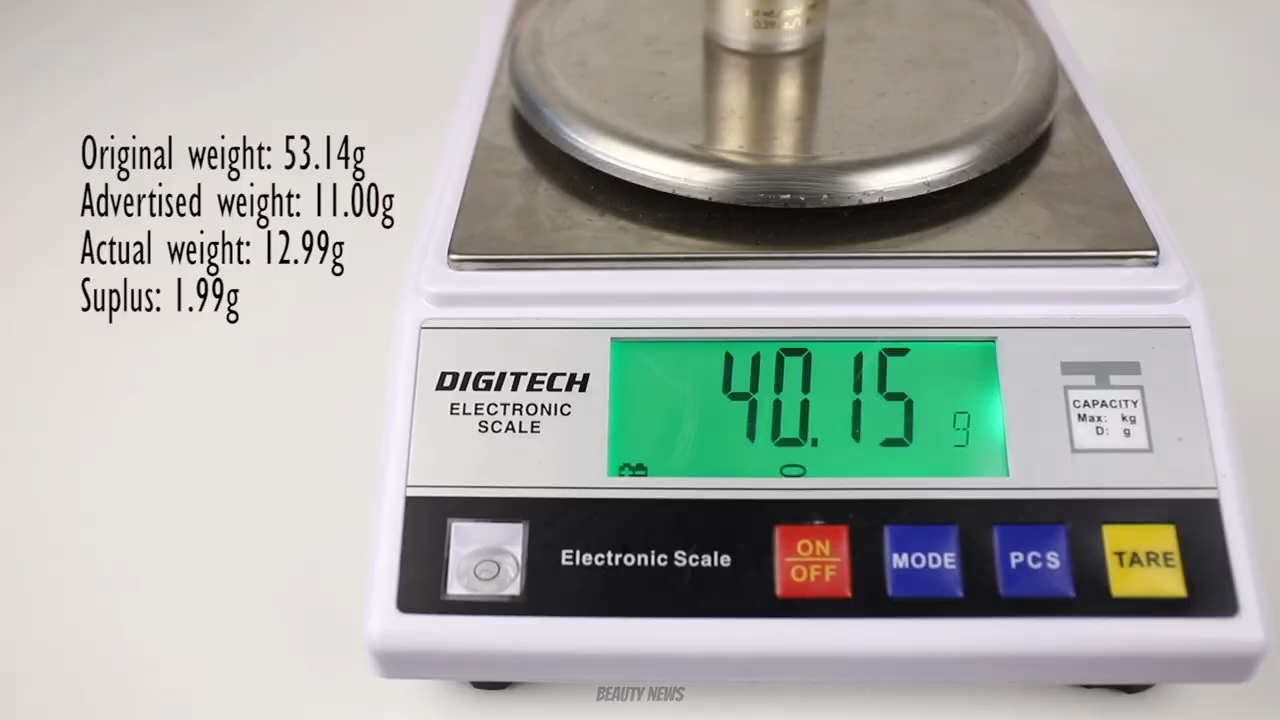 Original weight: 53.14g
Advertised weight: 11.00g
Actual weight: 12.99g
Suplus: 1.99g
DIGITECH
ELECTRONIC
SCALE
40.15 g
CAPACITY
Max: kg
D: g
Electronic Scale
ON
OFF
MODE
PCS
TARE
BEAUTY NEWS